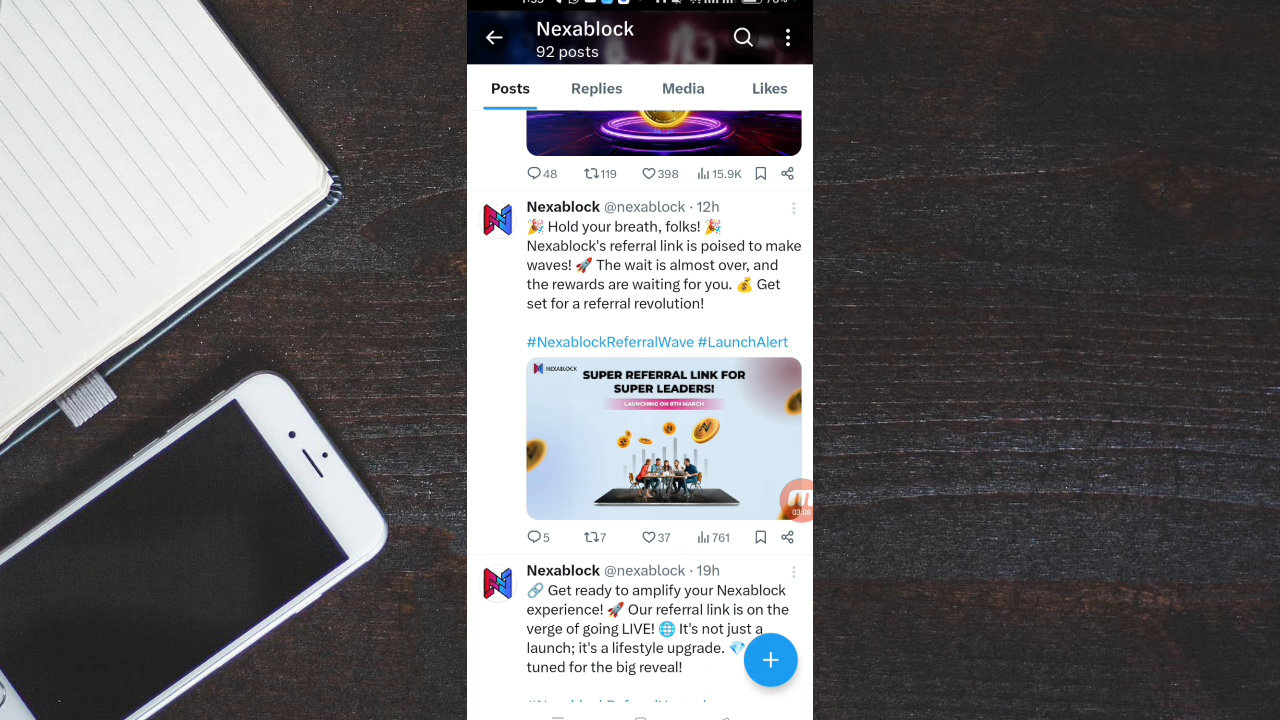 Nexablock
92 posts
Posts Replies Media Likes
48 119 398 15.9K
Nexablock @nexablock · 12h
🎉 Hold your breath, folks! 🎉
Nexablock's referral link is poised to make
waves! 🚀 The wait is almost over, and
the rewards are waiting for you. 💰 Get
set for a referral revolution!
#NexablockReferralWave #LaunchAlert
NEXABLOCK
SUPER REFERRAL LINK FOR
SUPER LEADERS!
LAUNCHING ON 8TH MARCH
03:08
5 7 37 761
Nexablock @nexablock · 19h
🔗 Get ready to amplify your Nexablock
experience! 🚀 Our referral link is on the
verge of going LIVE! 🌐 It's not just a
launch; it's a lifestyle upgrade. 💎
tuned for the big reveal!